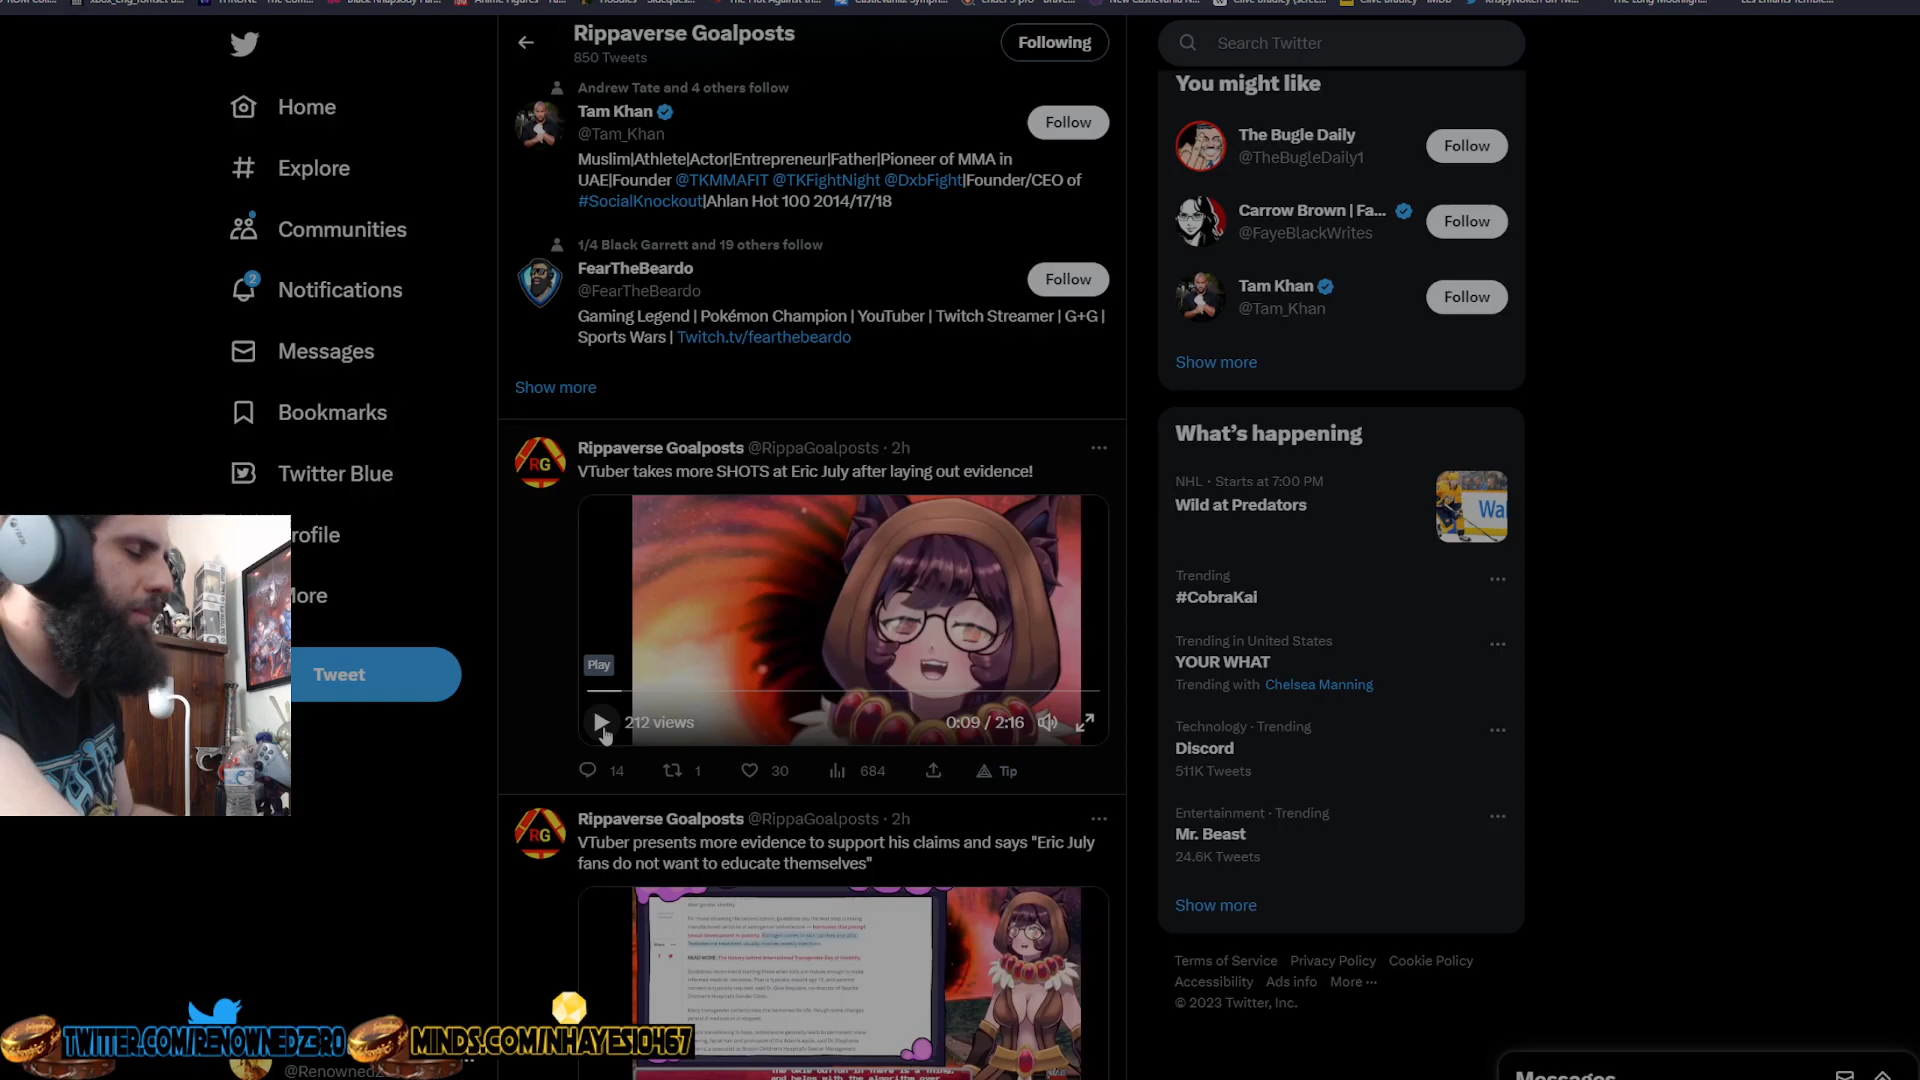 Rippaverse Goalposts
850 Tweets
Following
Search Twitter
Home
Explore
Communities
2
Notifications
Messages
Bookmarks
Twitter Blue
rofile
ore
Tweet
Andrew Tate and 4 others follow
Tam Khan
@Tam_Khan
Follow
Muslim|Athlete|Actor|Entrepreneur|Father|Pioneer of MMA in
UAE|Founder @TKMMAFIT @TKFightNight @DxbFight|Founder/CEO of
#SocialKnockout|Ahlan Hot 100 2014/17/18
1/4 Black Garrett and 19 others follow
FearTheBeardo
@FearTheBeardo
Follow
Gaming Legend | Pokémon Champion | YouTuber | Twitch Streamer | G+G |
Sports Wars | Twitch.tv/fearthebeardo
Show more
RG
Rippaverse Goalposts @RippaGoalposts · 2h
VTuber takes more SHOTS at Eric July after laying out evidence!
Play
212 views
0:09 / 2:16
14
1
30
684
Tip
RG
Rippaverse Goalposts @RippaGoalposts · 2h
VTuber presents more evidence to support his claims and says "Eric July
fans do not want to educate themselves"
You might like
The Bugle Daily
@TheBugleDaily1
Follow
Carrow Brown | Fa...
@FayeBlackWrites
Follow
Tam Khan
@Tam_Khan
Follow
Show more
What's happening
NHL · Starts at 7:00 PM
Wild at Predators
Wa
Trending
#CobraKai
Trending in United States
YOUR WHAT
Trending with Chelsea Manning
Technology · Trending
Discord
511K Tweets
Entertainment · Trending
Mr. Beast
24.6K Tweets
Show more
Terms of Service Privacy Policy Cookie Policy
Accessibility Ads info More ···
© 2023 Twitter, Inc.
TWITTER.COM/RENOWNEDZ3R0
MINDS.COM/NHAYES10467
Messages